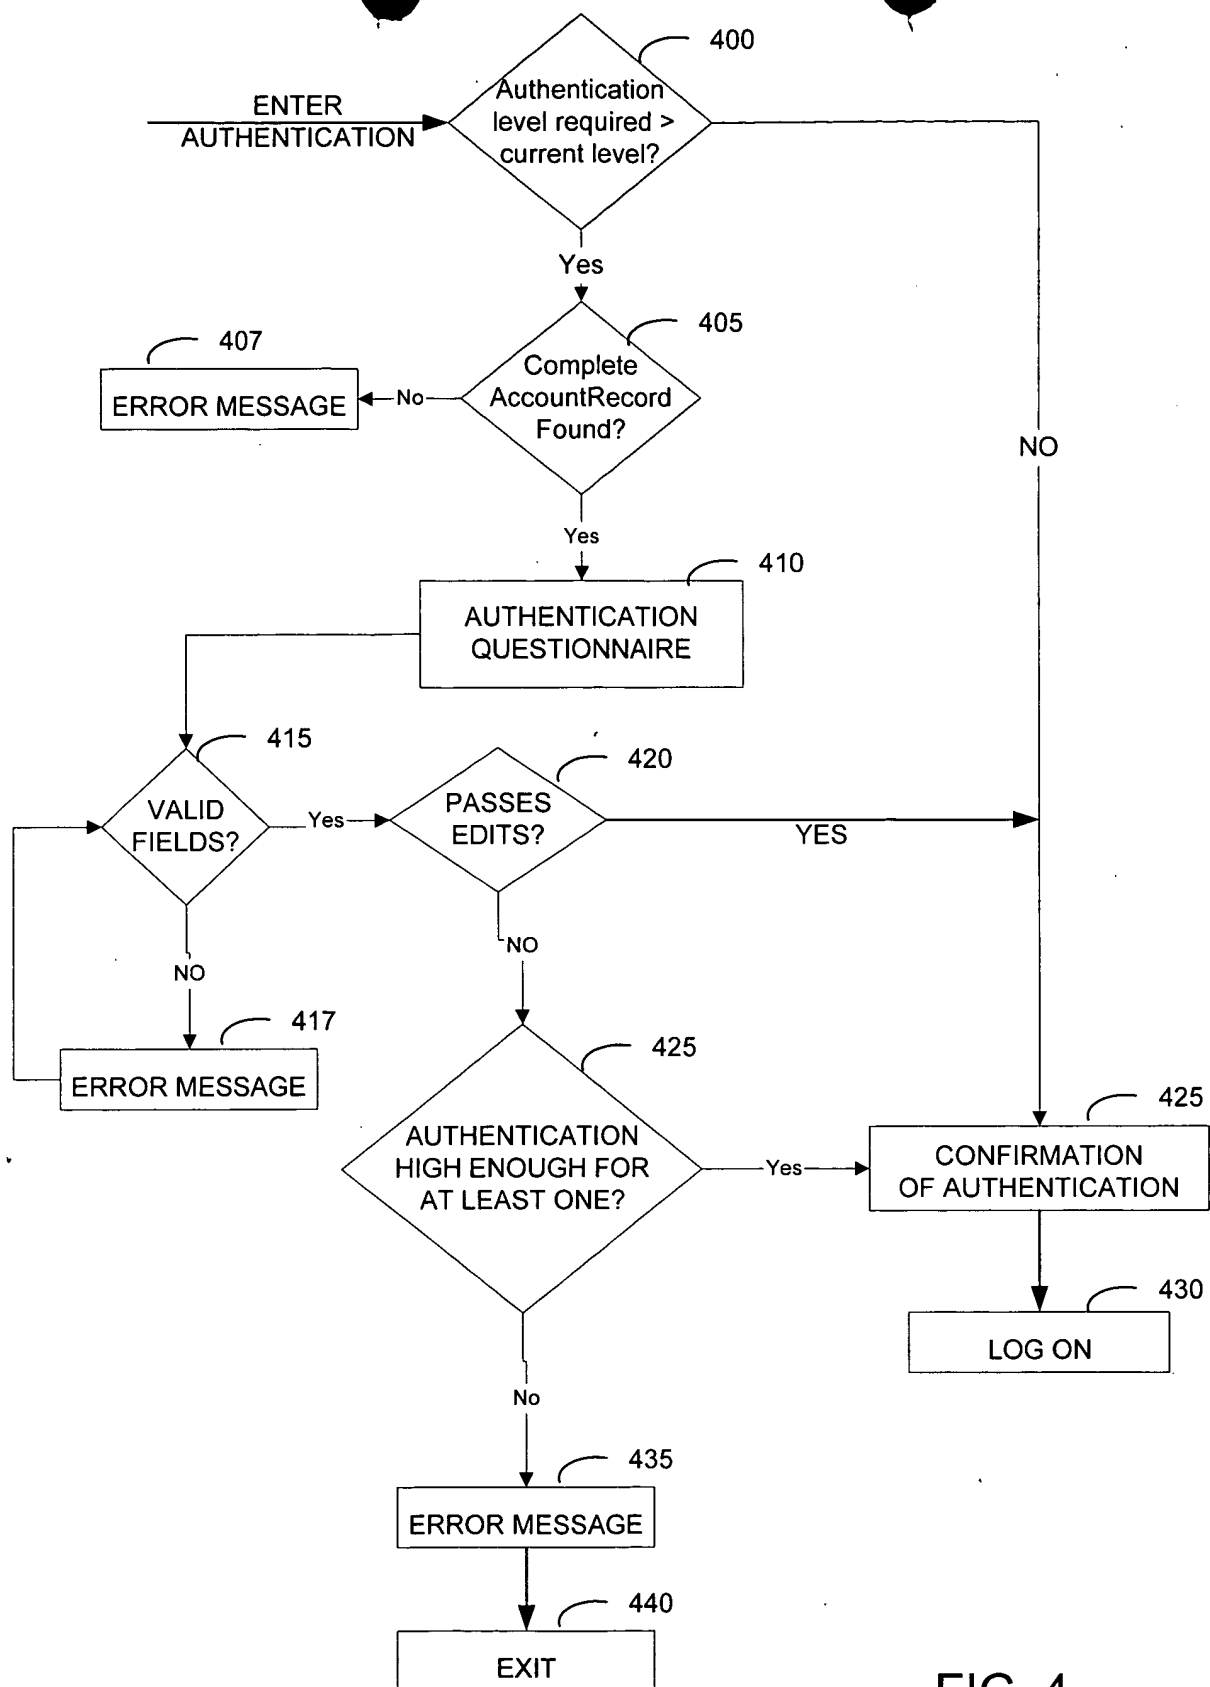 400
Authentication
level required >
current level?
ENTER
AUTHENTICATION
Yes
405
407
Complete
AccountRecord
Found?
ERROR MESSAGE
No
NO
Yes
410
AUTHENTICATION
QUESTIONNAIRE
415
420
VALID
FIELDS?
Yes
PASSES
EDITS?
YES
NO
NO
417
ERROR MESSAGE
425
AUTHENTICATION
HIGH ENOUGH FOR
AT LEAST ONE?
Yes
425
CONFIRMATION
OF AUTHENTICATION
430
LOG ON
No
435
ERROR MESSAGE
440
EXIT
FIG. 4